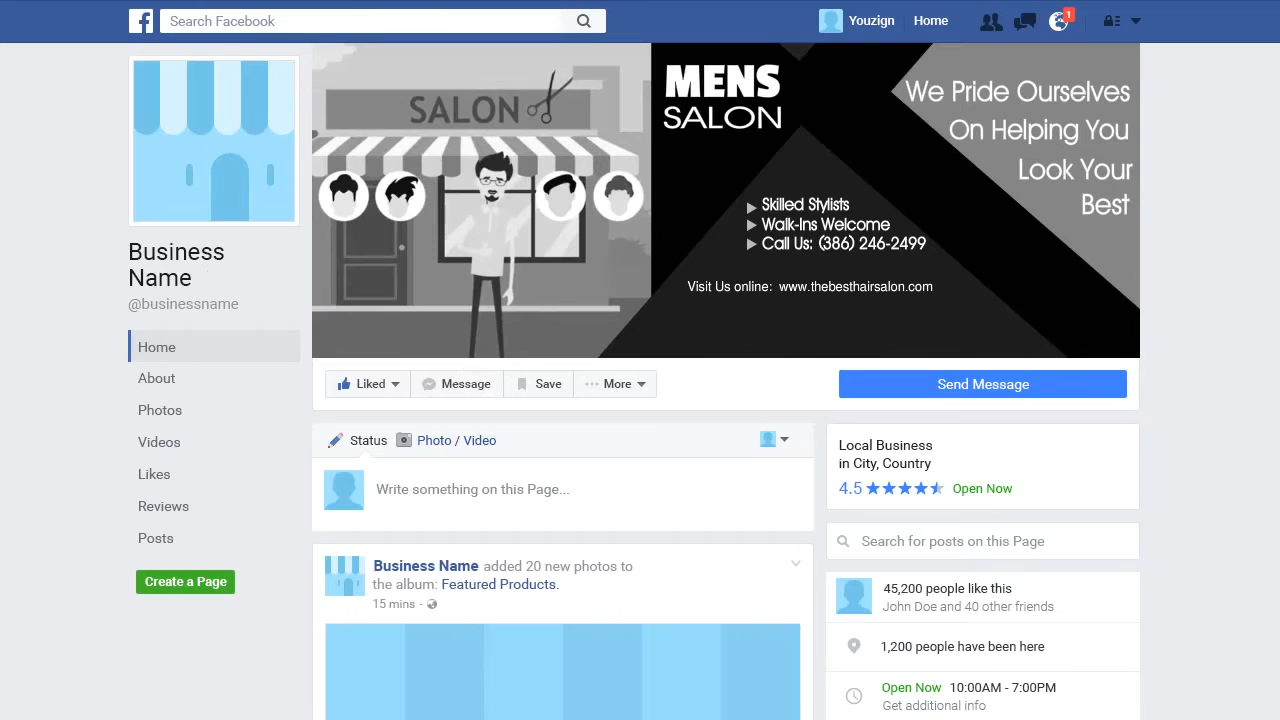 Search Facebook
Youzign
Home
1
Business
Name
@businessname
Home
About
Photos
Videos
Likes
Reviews
Posts
Create a Page
SALON
MENS
SALON
We Pride Ourselves
On Helping You
Look Your
Best
Skilled Stylists
Walk-Ins Welcome
Call Us: (386) 246-2499
Visit Us online: www.thebesthairsalon.com
Liked
Message
Save
More
Send Message
Status
Photo / Video
Write something on this Page...
Business Name added 20 new photos to
the album: Featured Products.
15 mins ·
Local Business
in City, Country
4.5
Open Now
Search for posts on this Page
45,200 people like this
John Doe and 40 other friends
1,200 people have been here
Open Now 10:00AM - 7:00PM
Get additional info